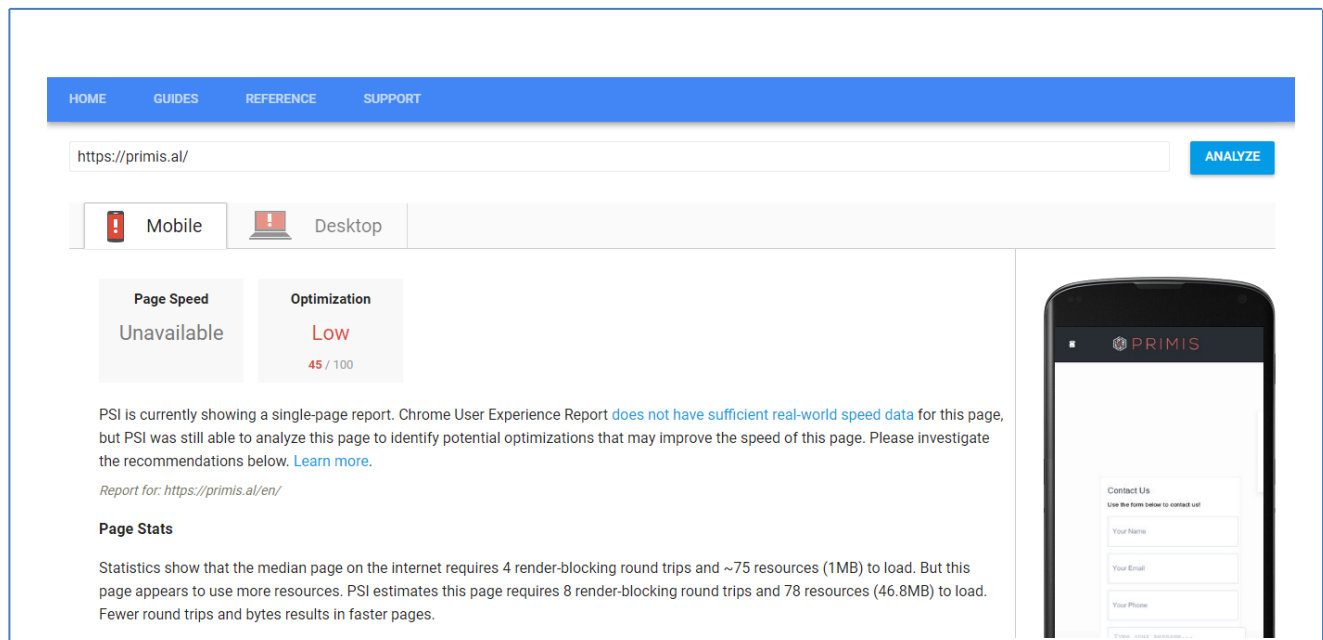 HOME GUIDES REFERENCE SUPPORT
https://primis.al/
ANALYZE
Mobile
Desktop
Page Speed
Unavailable
Optimization
Low
45 / 100
PSI is currently showing a single-page report. Chrome User Experience Report does not have sufficient real-world speed data for this page,
but PSI was still able to analyze this page to identify potential optimizations that may improve the speed of this page. Please investigate
the recommendations below. Learn more.
Report for: https://primis.al/en/
Page Stats
Statistics show that the median page on the internet requires 4 render-blocking round trips and ~75 resources (1MB) to load. But this
page appears to use more resources. PSI estimates this page requires 8 render-blocking round trips and 78 resources (46.8MB) to load.
Fewer round trips and bytes results in faster pages.
PRIMIS
Contact Us
Use the form below to contact us!
Your Name
Your Email
Your Phone
Type your message...